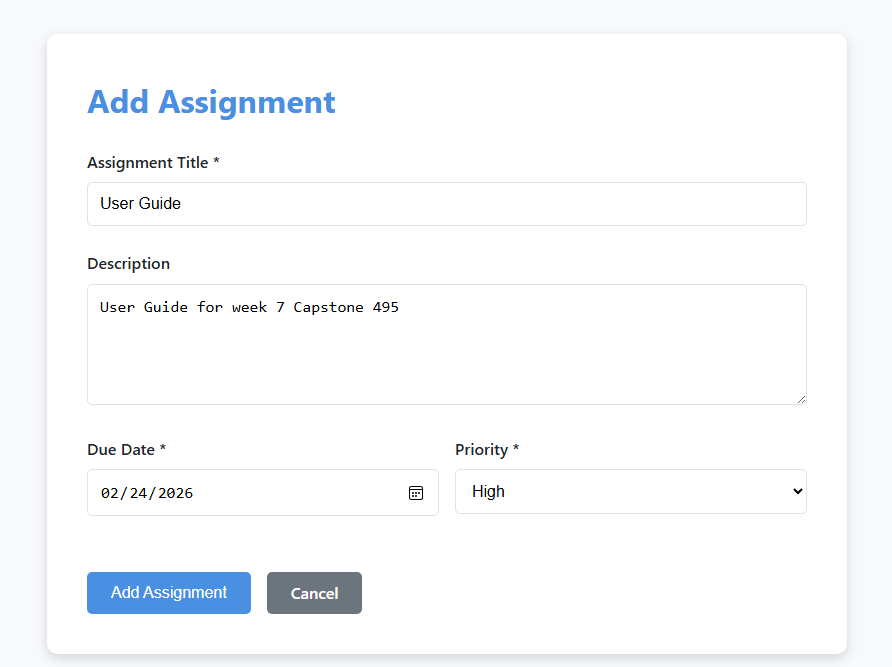 Add Assignment
Assignment Title *
User Guide
Description
User Guide for week 7 Capstone 495
Due Date *
Priority *
02/24/2026
High
Add Assignment
Cancel